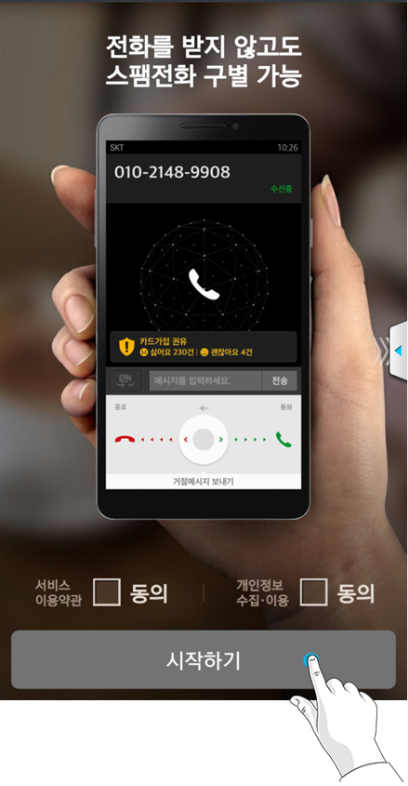 전화를 받지 않고도
스팸전화 구별 가능
SKT 10:26
010-2148-9908
수신중
카드가입 권유
싫어요 230건 | 괜찮아요 4건
메시지를 입력하세요. 전송
종료 통화
거절메시지 보내기
서비스
이용약관
동의
개인정보
수집·이용
동의
시작하기